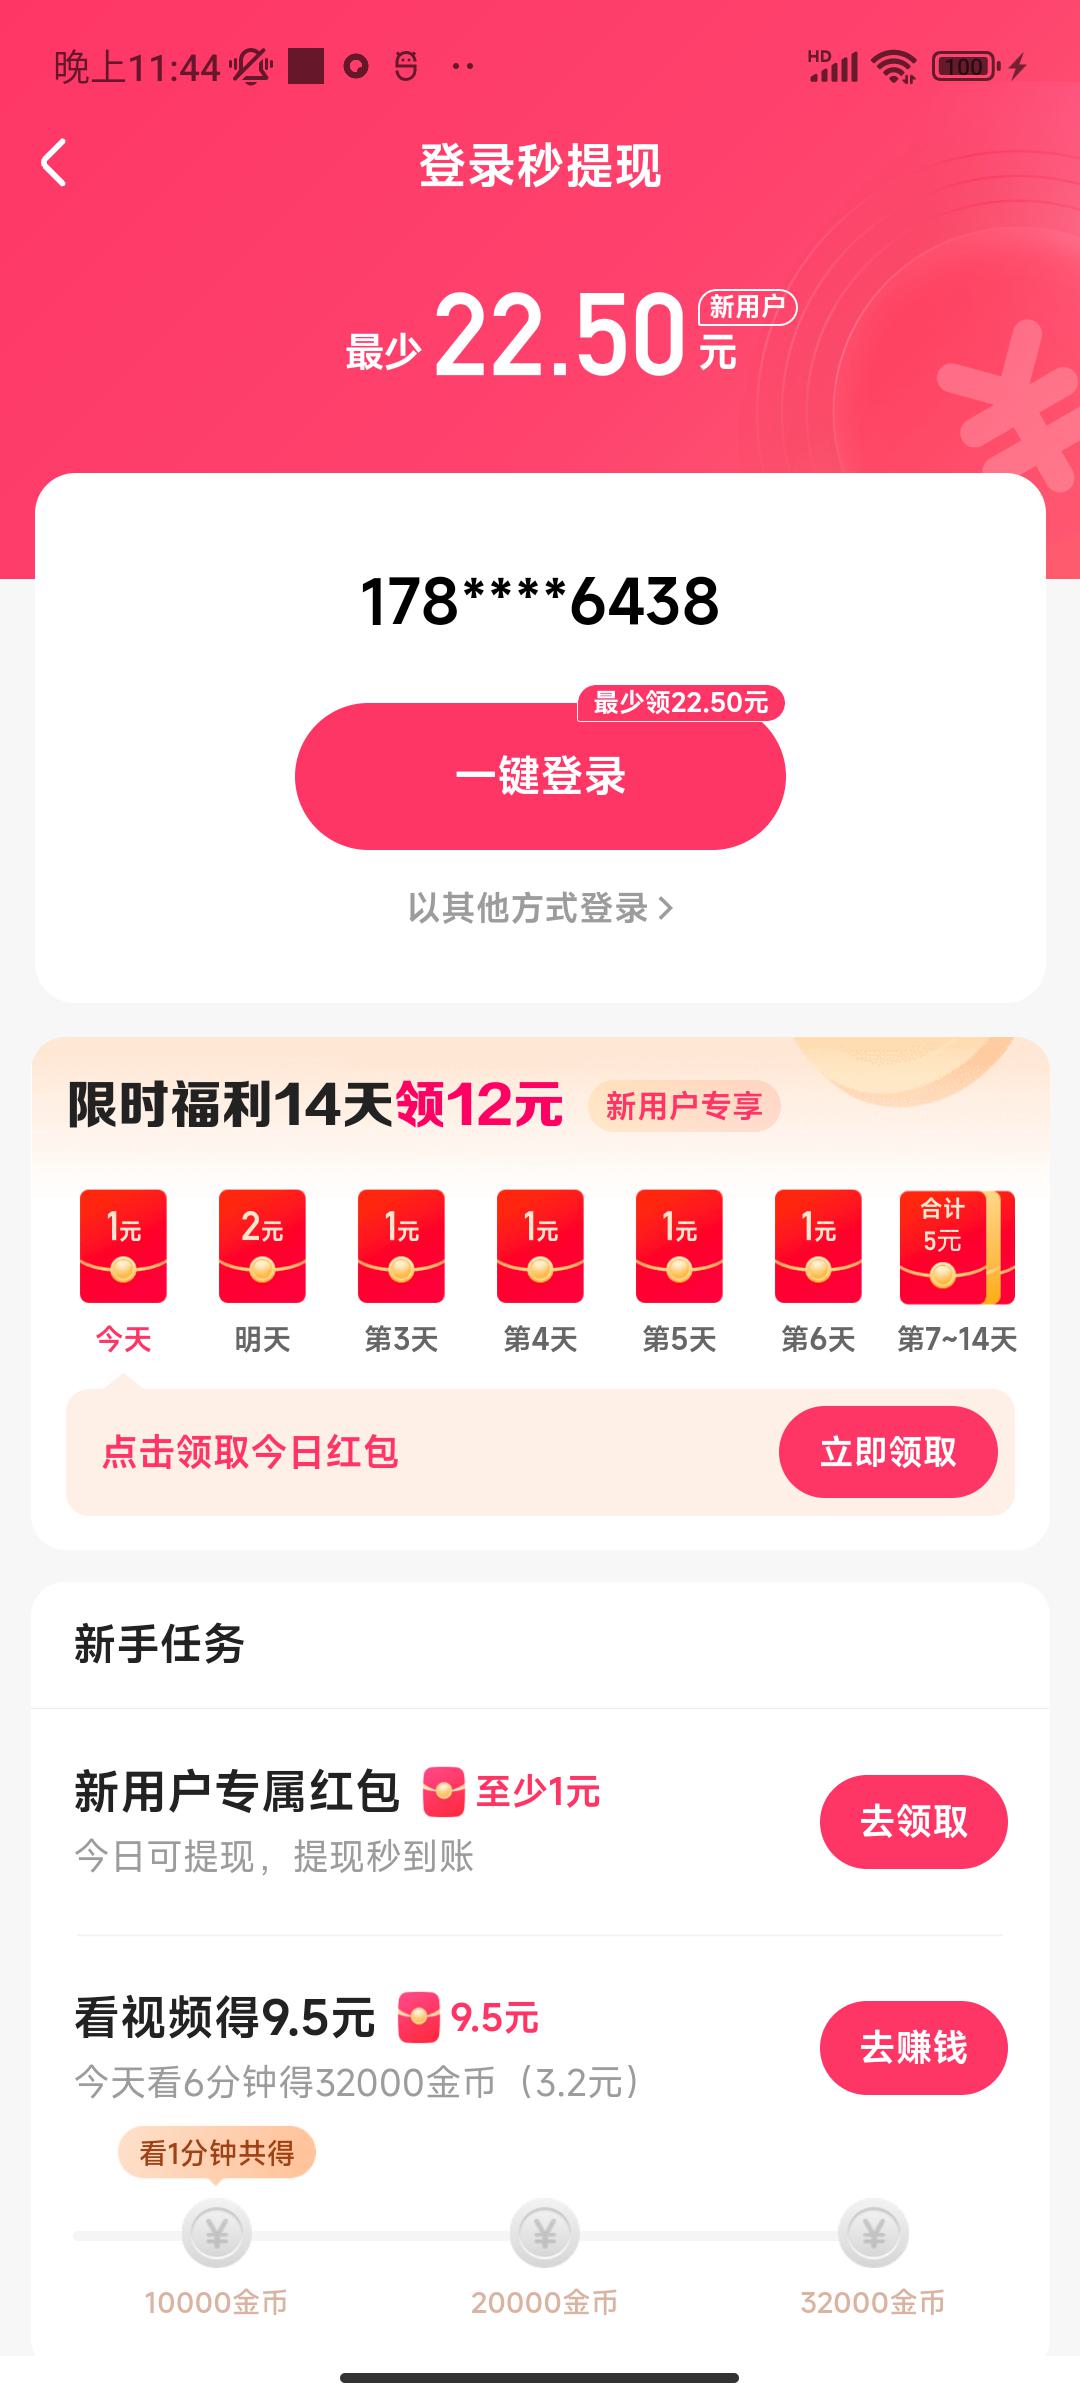 晚上11:44
HD
100
登录秒提现
最少22.50元
新用户
178****6438
最少领22.50元
一键登录
以其他方式登录
限时福利14天领12元
新用户专享
1元 2元 1元 1元 1元 1元 合计5元
今天 明天 第3天 第4天 第5天 第6天 第7~14天
点击领取今日红包
立即领取
新手任务
新用户专属红包 至少1元
今日可提现，提现秒到账
去领取
看视频得9.5元 9.5元
今天看6分钟得32000金币（3.2元）
去赚钱
看1分钟共得
¥ ¥ ¥
10000金币 20000金币 32000金币